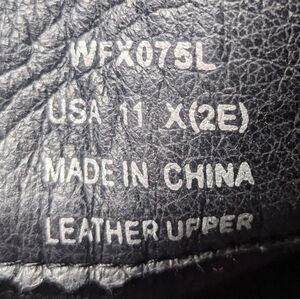 WFX075L
USA 11 X(2E)
MADE IN CHINA
LEATHER UPPER